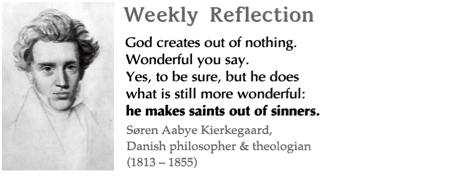 Weekly Reflection
God creates out of nothing.
Wonderful you say.
Yes, to be sure, but he does
what is still more wonderful:
he makes saints out of sinners.
Søren Aabye Kierkegaard,
Danish philosopher & theologian
(1813 – 1855)